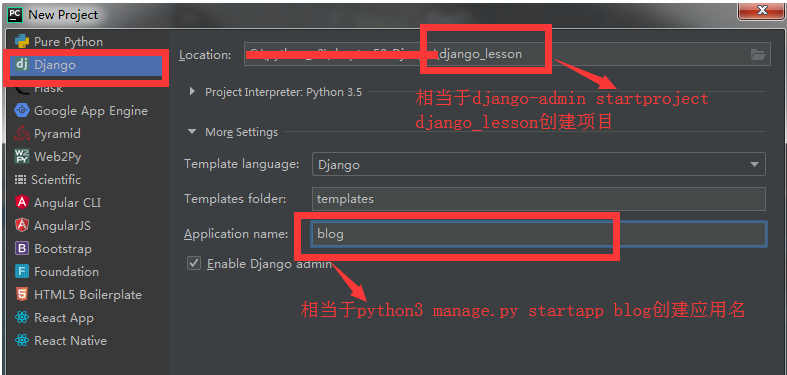 New Project
Pure Python
Django
Flask
Google App Engine
Pyramid
Web2Py
Scientific
Angular CLI
AngularJS
Bootstrap
Foundation
HTML5 Boilerplate
React App
React Native
Location:
django_lesson
相当于django-admin startproject
django_lesson创建项目
Project Interpreter: Python 3.5
More Settings
Template language: Django
Templates folder: templates
Application name: blog
Enable Django admin
相当于python3 manage.py startapp blog创建应用名